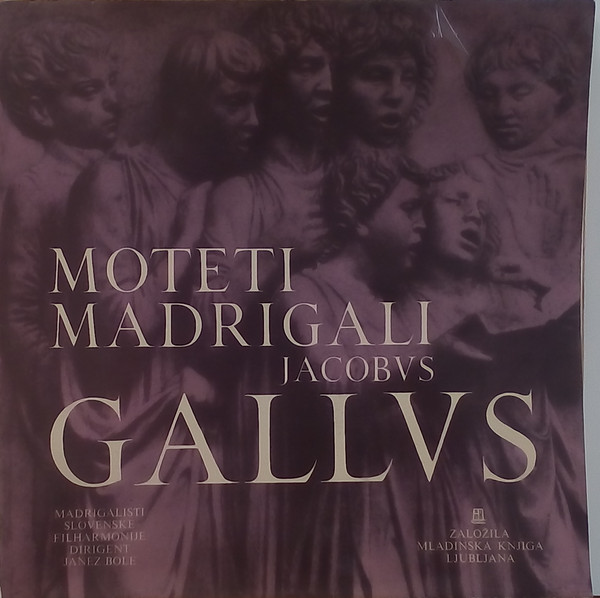 MOTETI
MADRIGALI
JACOBVS
GALLVS
MADRIGALISTI
SLOVENSKE
FILHARMONIJE
DIRIGENT
JANEZ BOLE
ZALOŽILA
MLADINSKA KNJIGA
LJUBLJANA